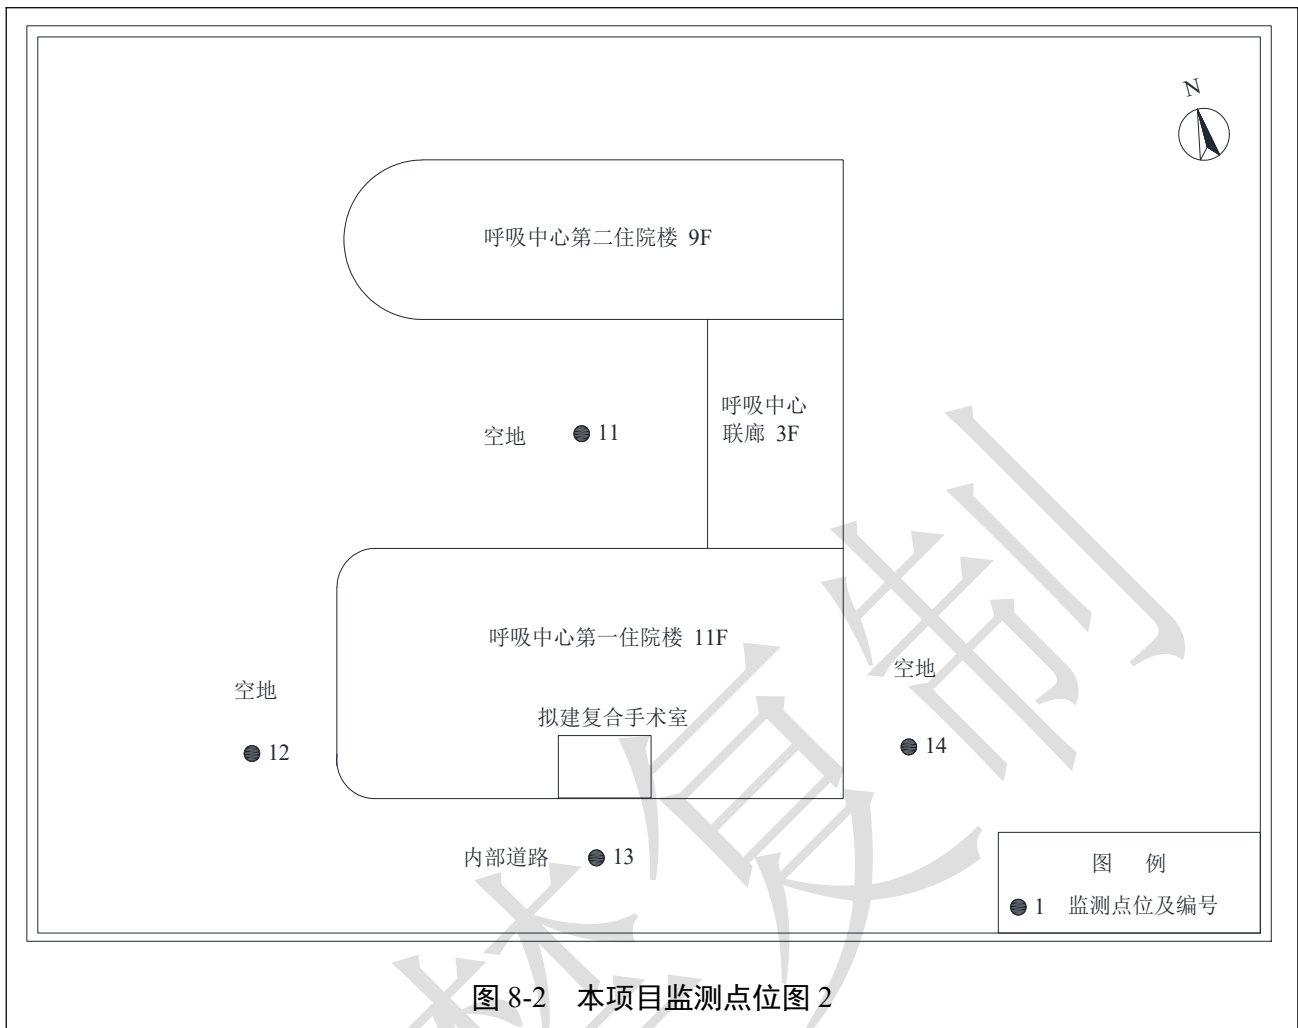 N
呼吸中心第二住院楼 9F
呼吸中心
联廊 3F
空地
11
呼吸中心第一住院楼 11F
空地
空地
拟建复合手术室
12
14
内部道路
13
图 例
1 监测点位及编号
图 8-2 本项目监测点位图 2
禁复制